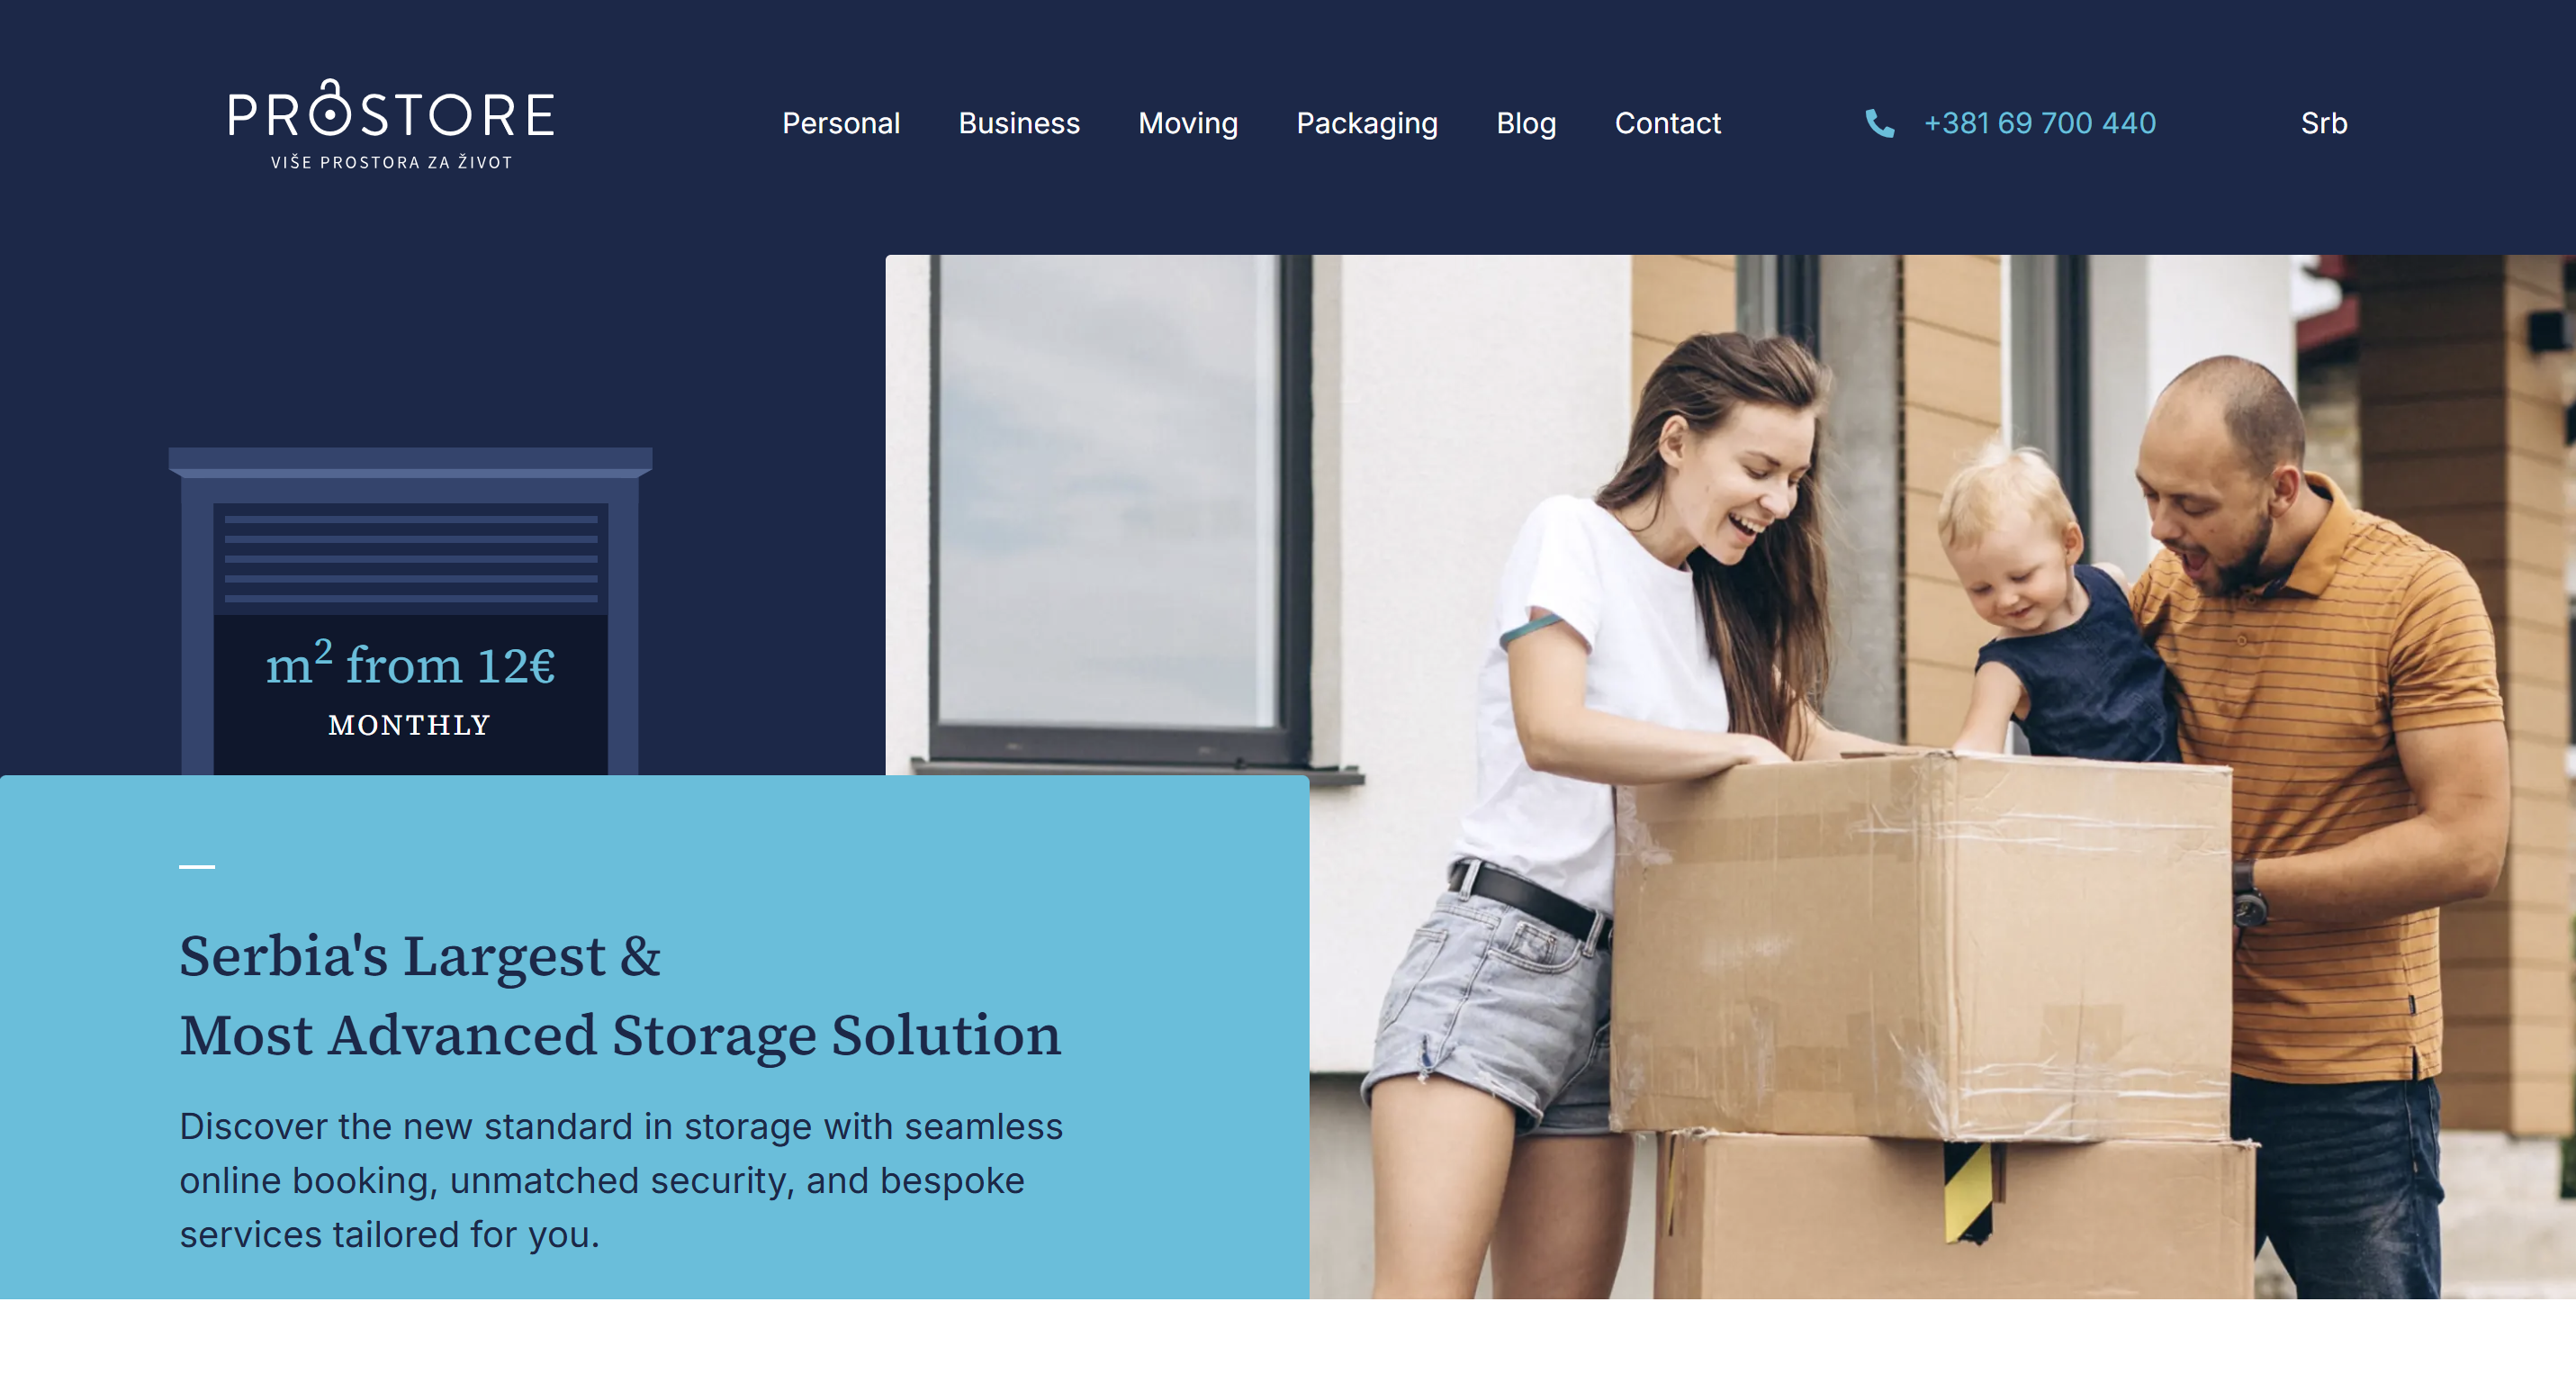 PROSTORE
VIŠE PROSTORA ZA ŽIVOT
Personal Business Moving Packaging Blog Contact +381 69 700 440 Srb
m² from 12€
MONTHLY
Serbia's Largest &
Most Advanced Storage Solution
Discover the new standard in storage with seamless
online booking, unmatched security, and bespoke
services tailored for you.